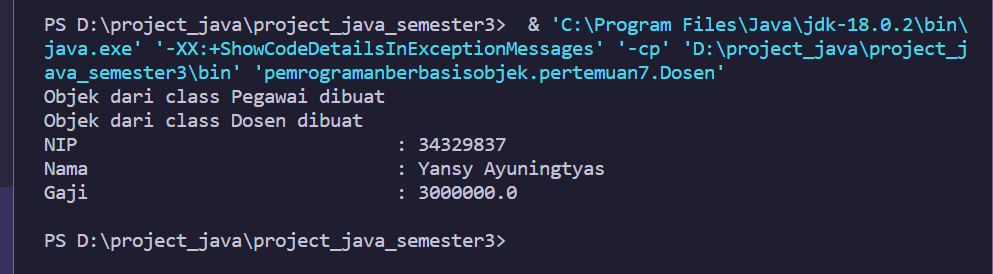 PS D:\project_java\project_java_semester3>  & 'C:\Program Files\Java\jdk-18.0.2\bin\
java.exe' '-XX:+ShowCodeDetailsInExceptionMessages' '-cp' 'D:\project_java\project_j
ava_semester3\bin' 'pemrogramanberbasisobjek.pertemuan7.Dosen'
Objek dari class Pegawai dibuat
Objek dari class Dosen dibuat
NIP                             : 34329837
Nama                            : Yansy Ayuningtyas
Gaji                            : 3000000.0
PS D:\project_java\project_java_semester3>